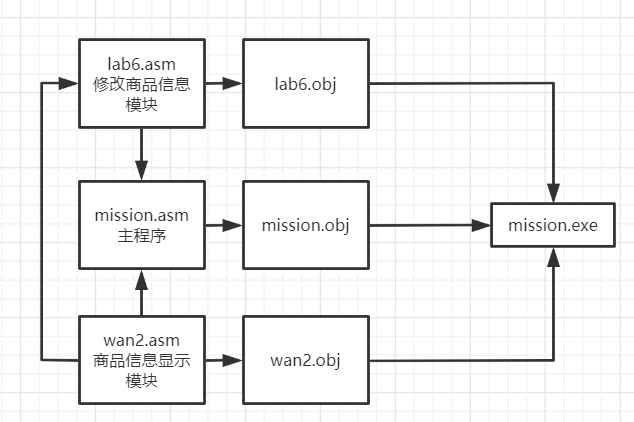 lab6.asm
修改商品信息
模块
lab6.obj
mission.asm
主程序
mission.obj
mission.exe
wan2.asm
商品信息显示
模块
wan2.obj